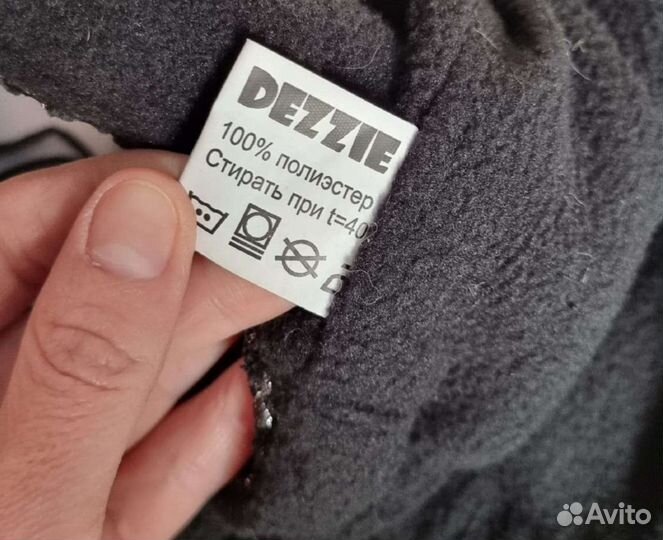 DEZZIE
100% полиэстер
Стирать при t=40°
Avito